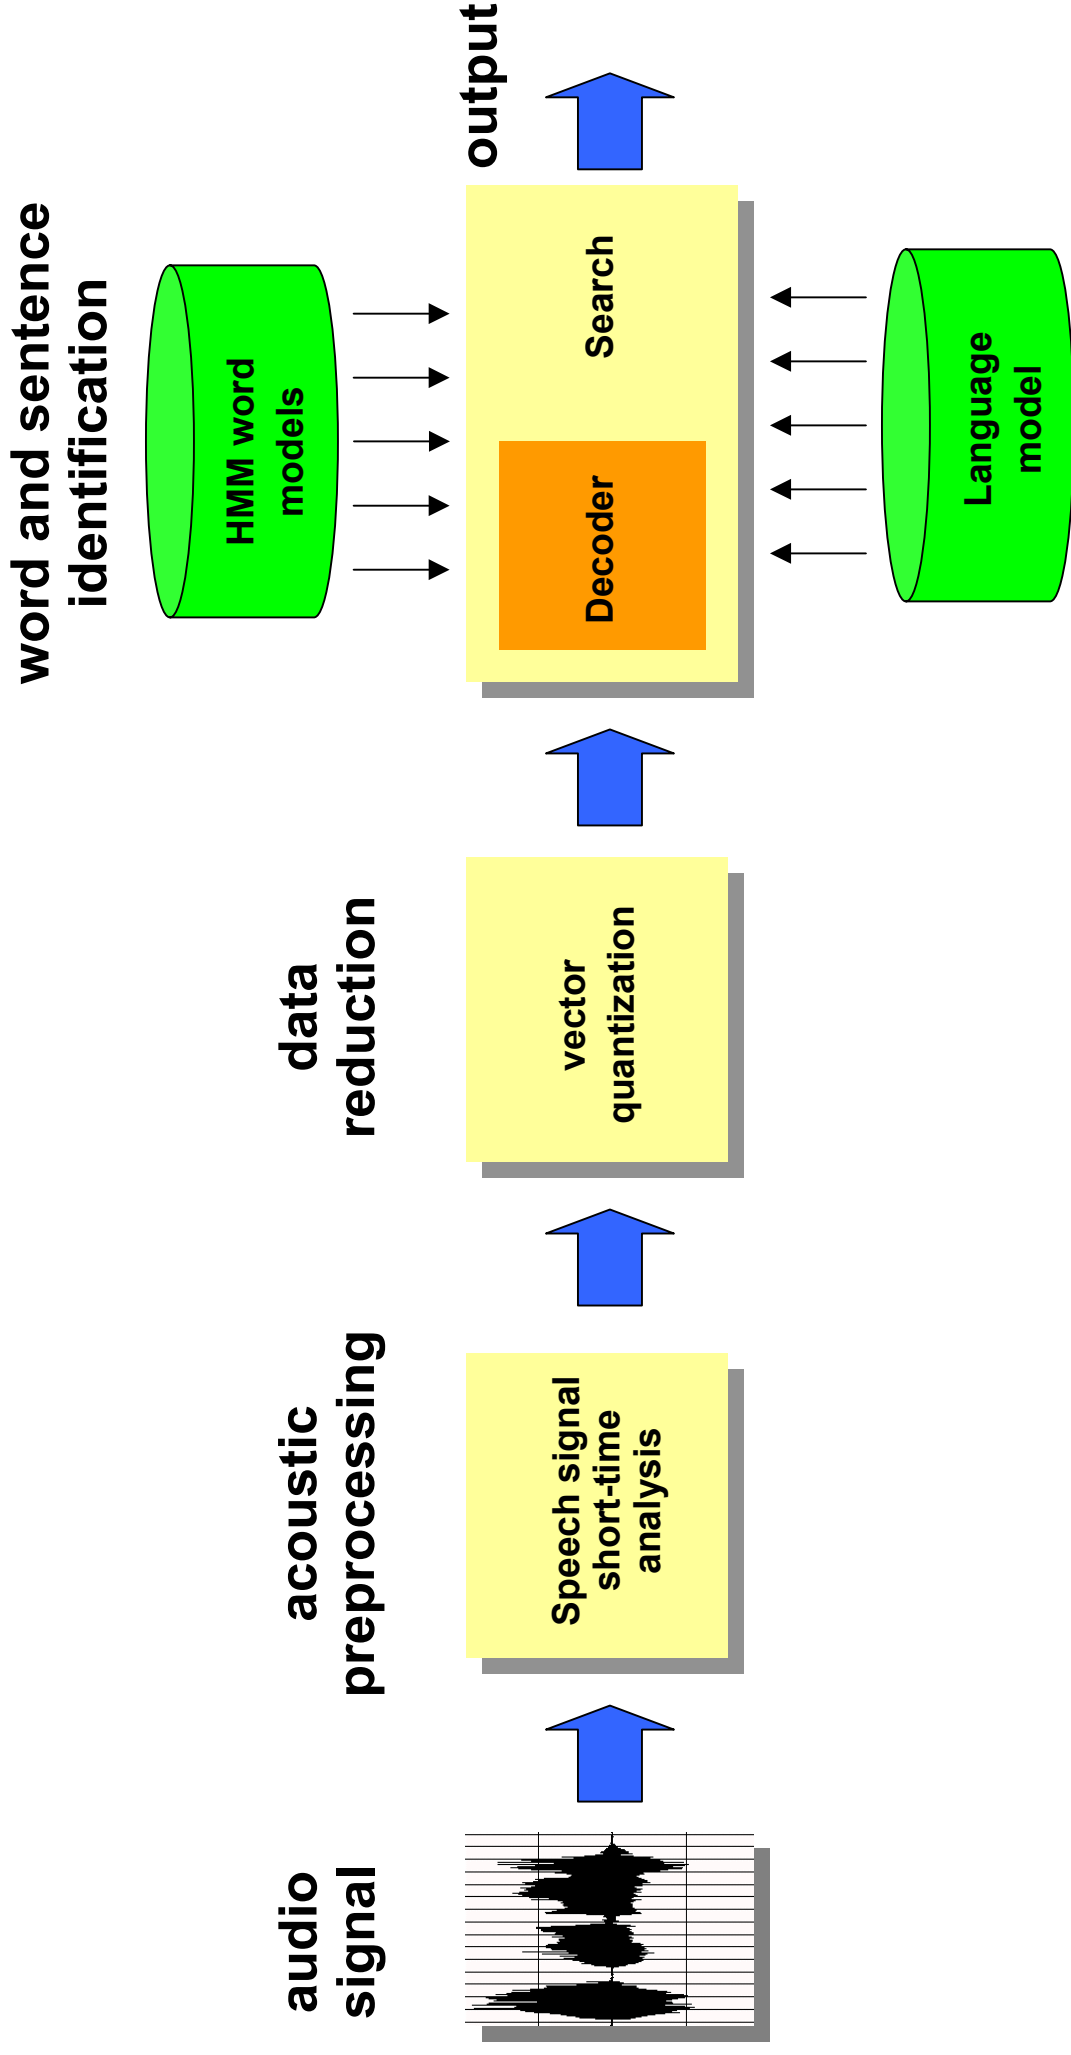 audio
signal
acoustic
preprocessing
data
reduction
word and sentence
identification
HMM word
models
Speech signal
short-time
analysis
vector
quantization
Decoder
Search
output
Language
model